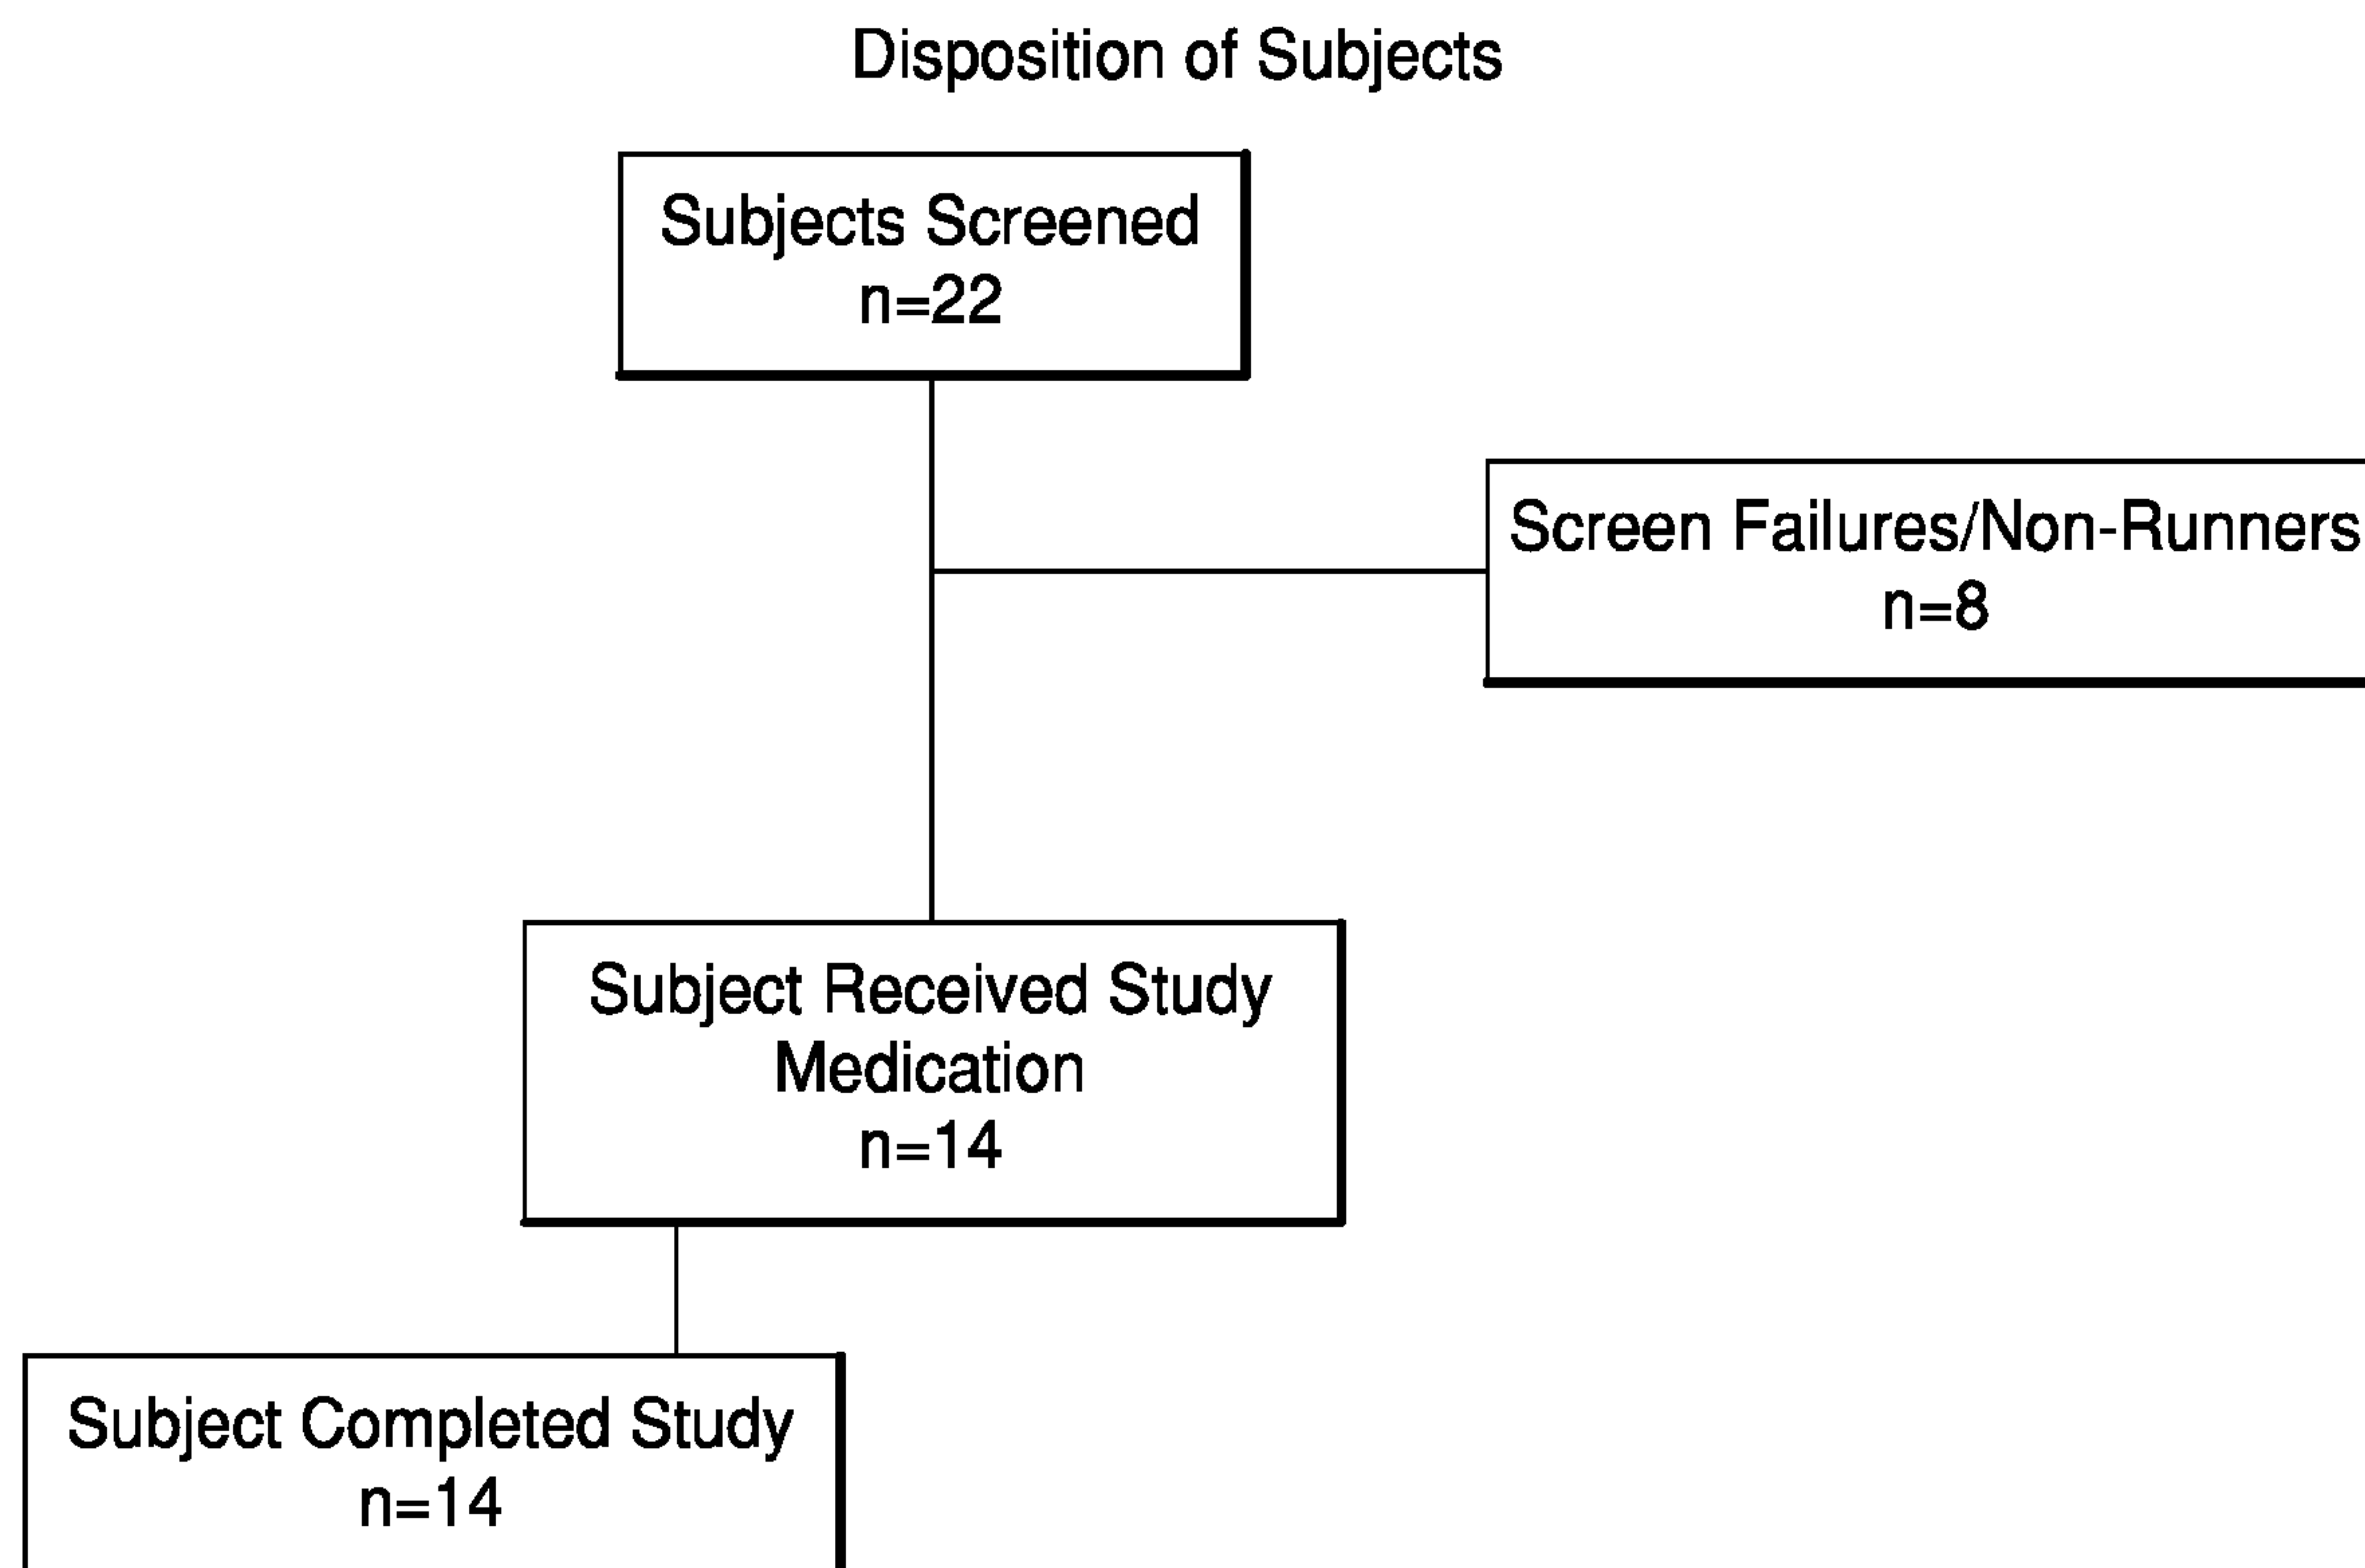 Disposition of Subjects
Subjects Screened
n=22
Screen Failures/Non-Runners
n=8
Subject Received Study
Medication
n=14
Subject Completed Study
n=14